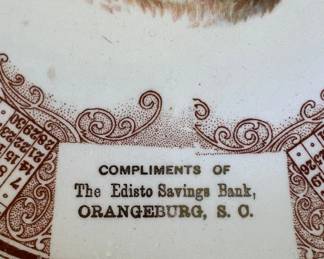 COMPLIMENTS OF
The Edisto Savings Bank,
ORANGEBURG, S. C.